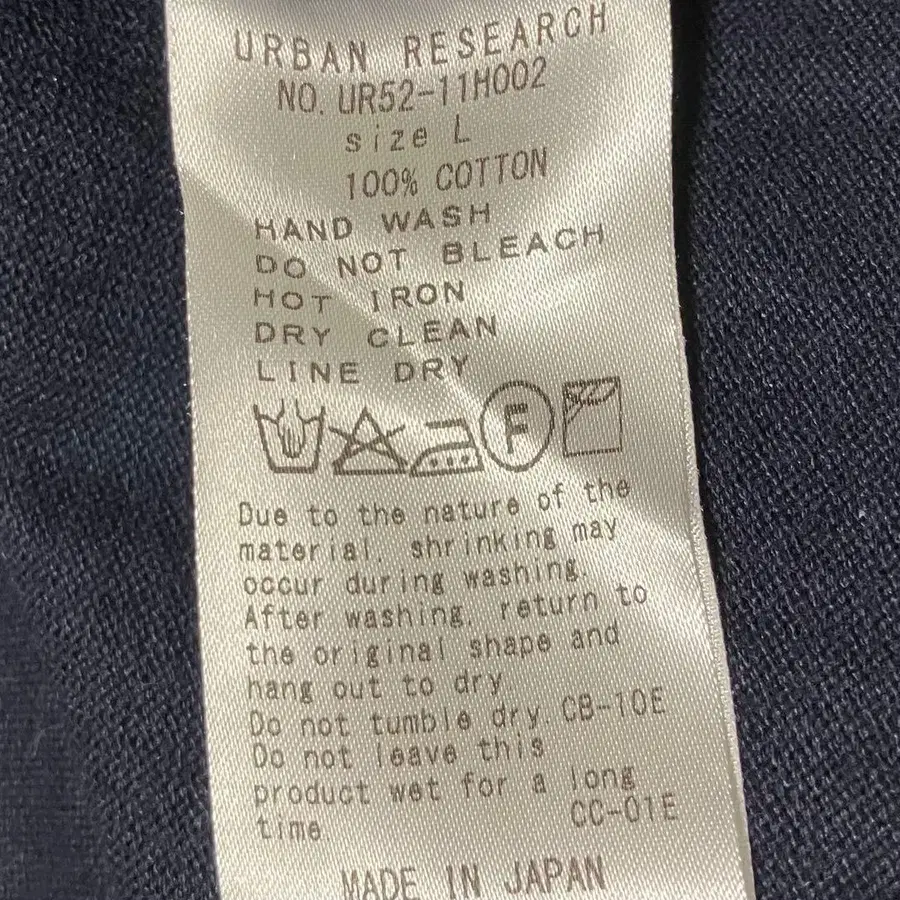 URBAN RESEARCH
NO. UR52-11H002
size L
100% COTTON
HAND WASH
DO NOT BLEACH
HOT IRON
DRY CLEAN
LINE DRY
F
Due to the nature of the
material, shrinking may
occur during washing.
After washing, return to
the original shape and
hang out to dry.
Do not tumble dry. CB-10E
Do not leave this
product wet for a long
time. CC-01E
MADE IN JAPAN